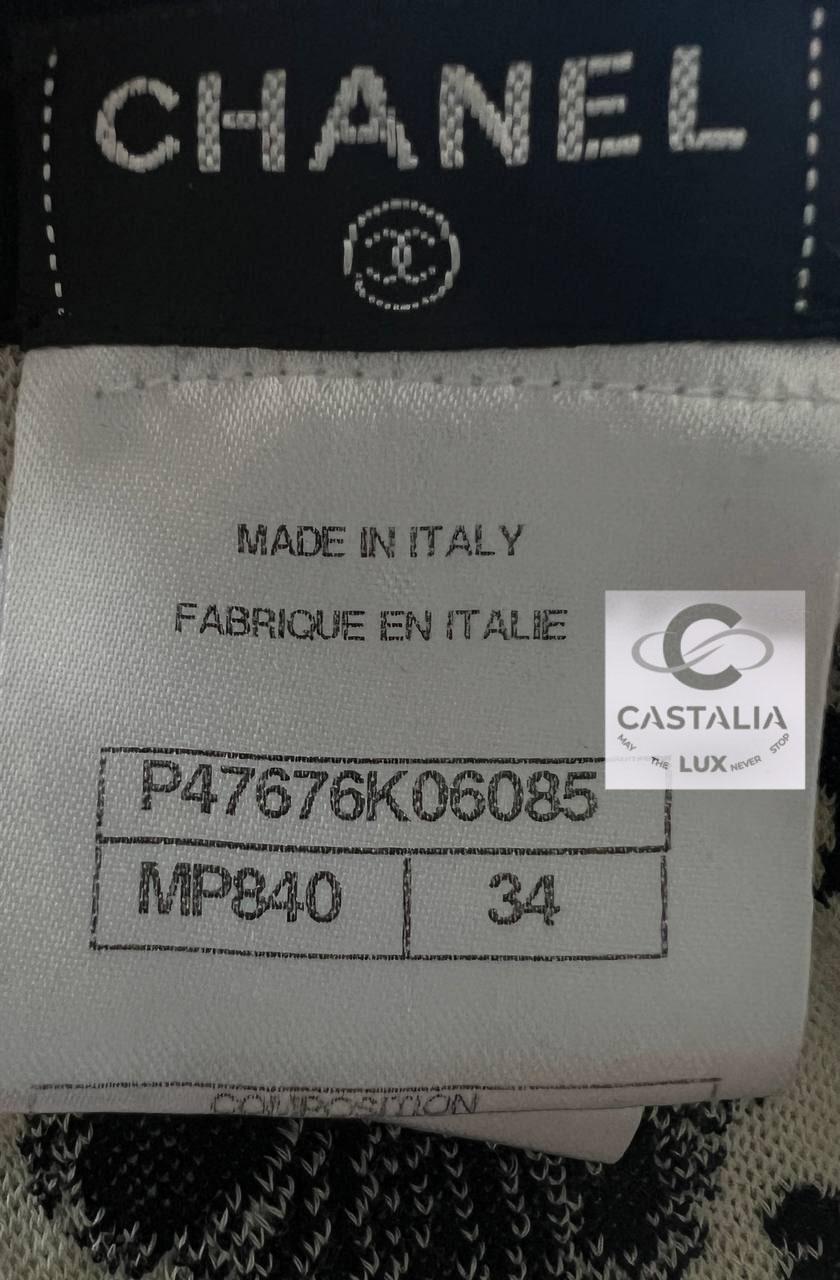 CHANEL
MADE IN ITALY
FABRIQUE EN ITALIE
CASTALIA
MAY THE LUX NEVER STOP
P47676K06085
MP840 34
COMPOSITION